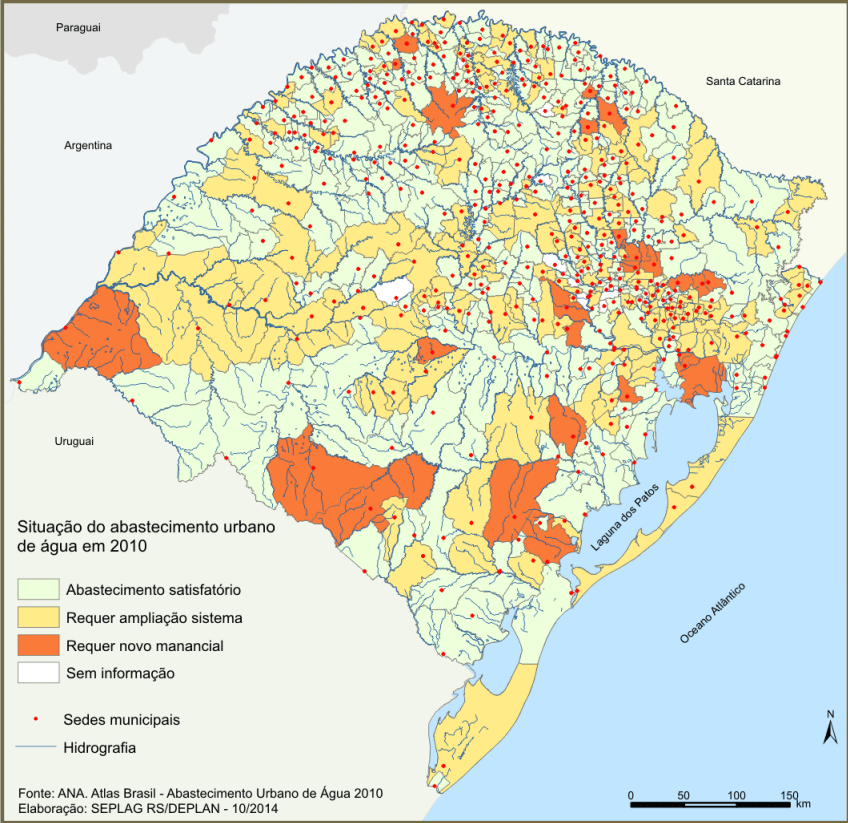 Paraguai
Santa Catarina
Argentina
Uruguai
Laguna dos Patos
Oceano Atlântico
Situação do abastecimento urbano
de água em 2010
Abastecimento satisfatório
Requer ampliação sistema
Requer novo manancial
Sem informação
Sedes municipais
Hidrografia
N
0 50 100 150
km
Fonte: ANA. Atlas Brasil - Abastecimento Urbano de Água 2010
Elaboração: SEPLAG RS/DEPLAN - 10/2014